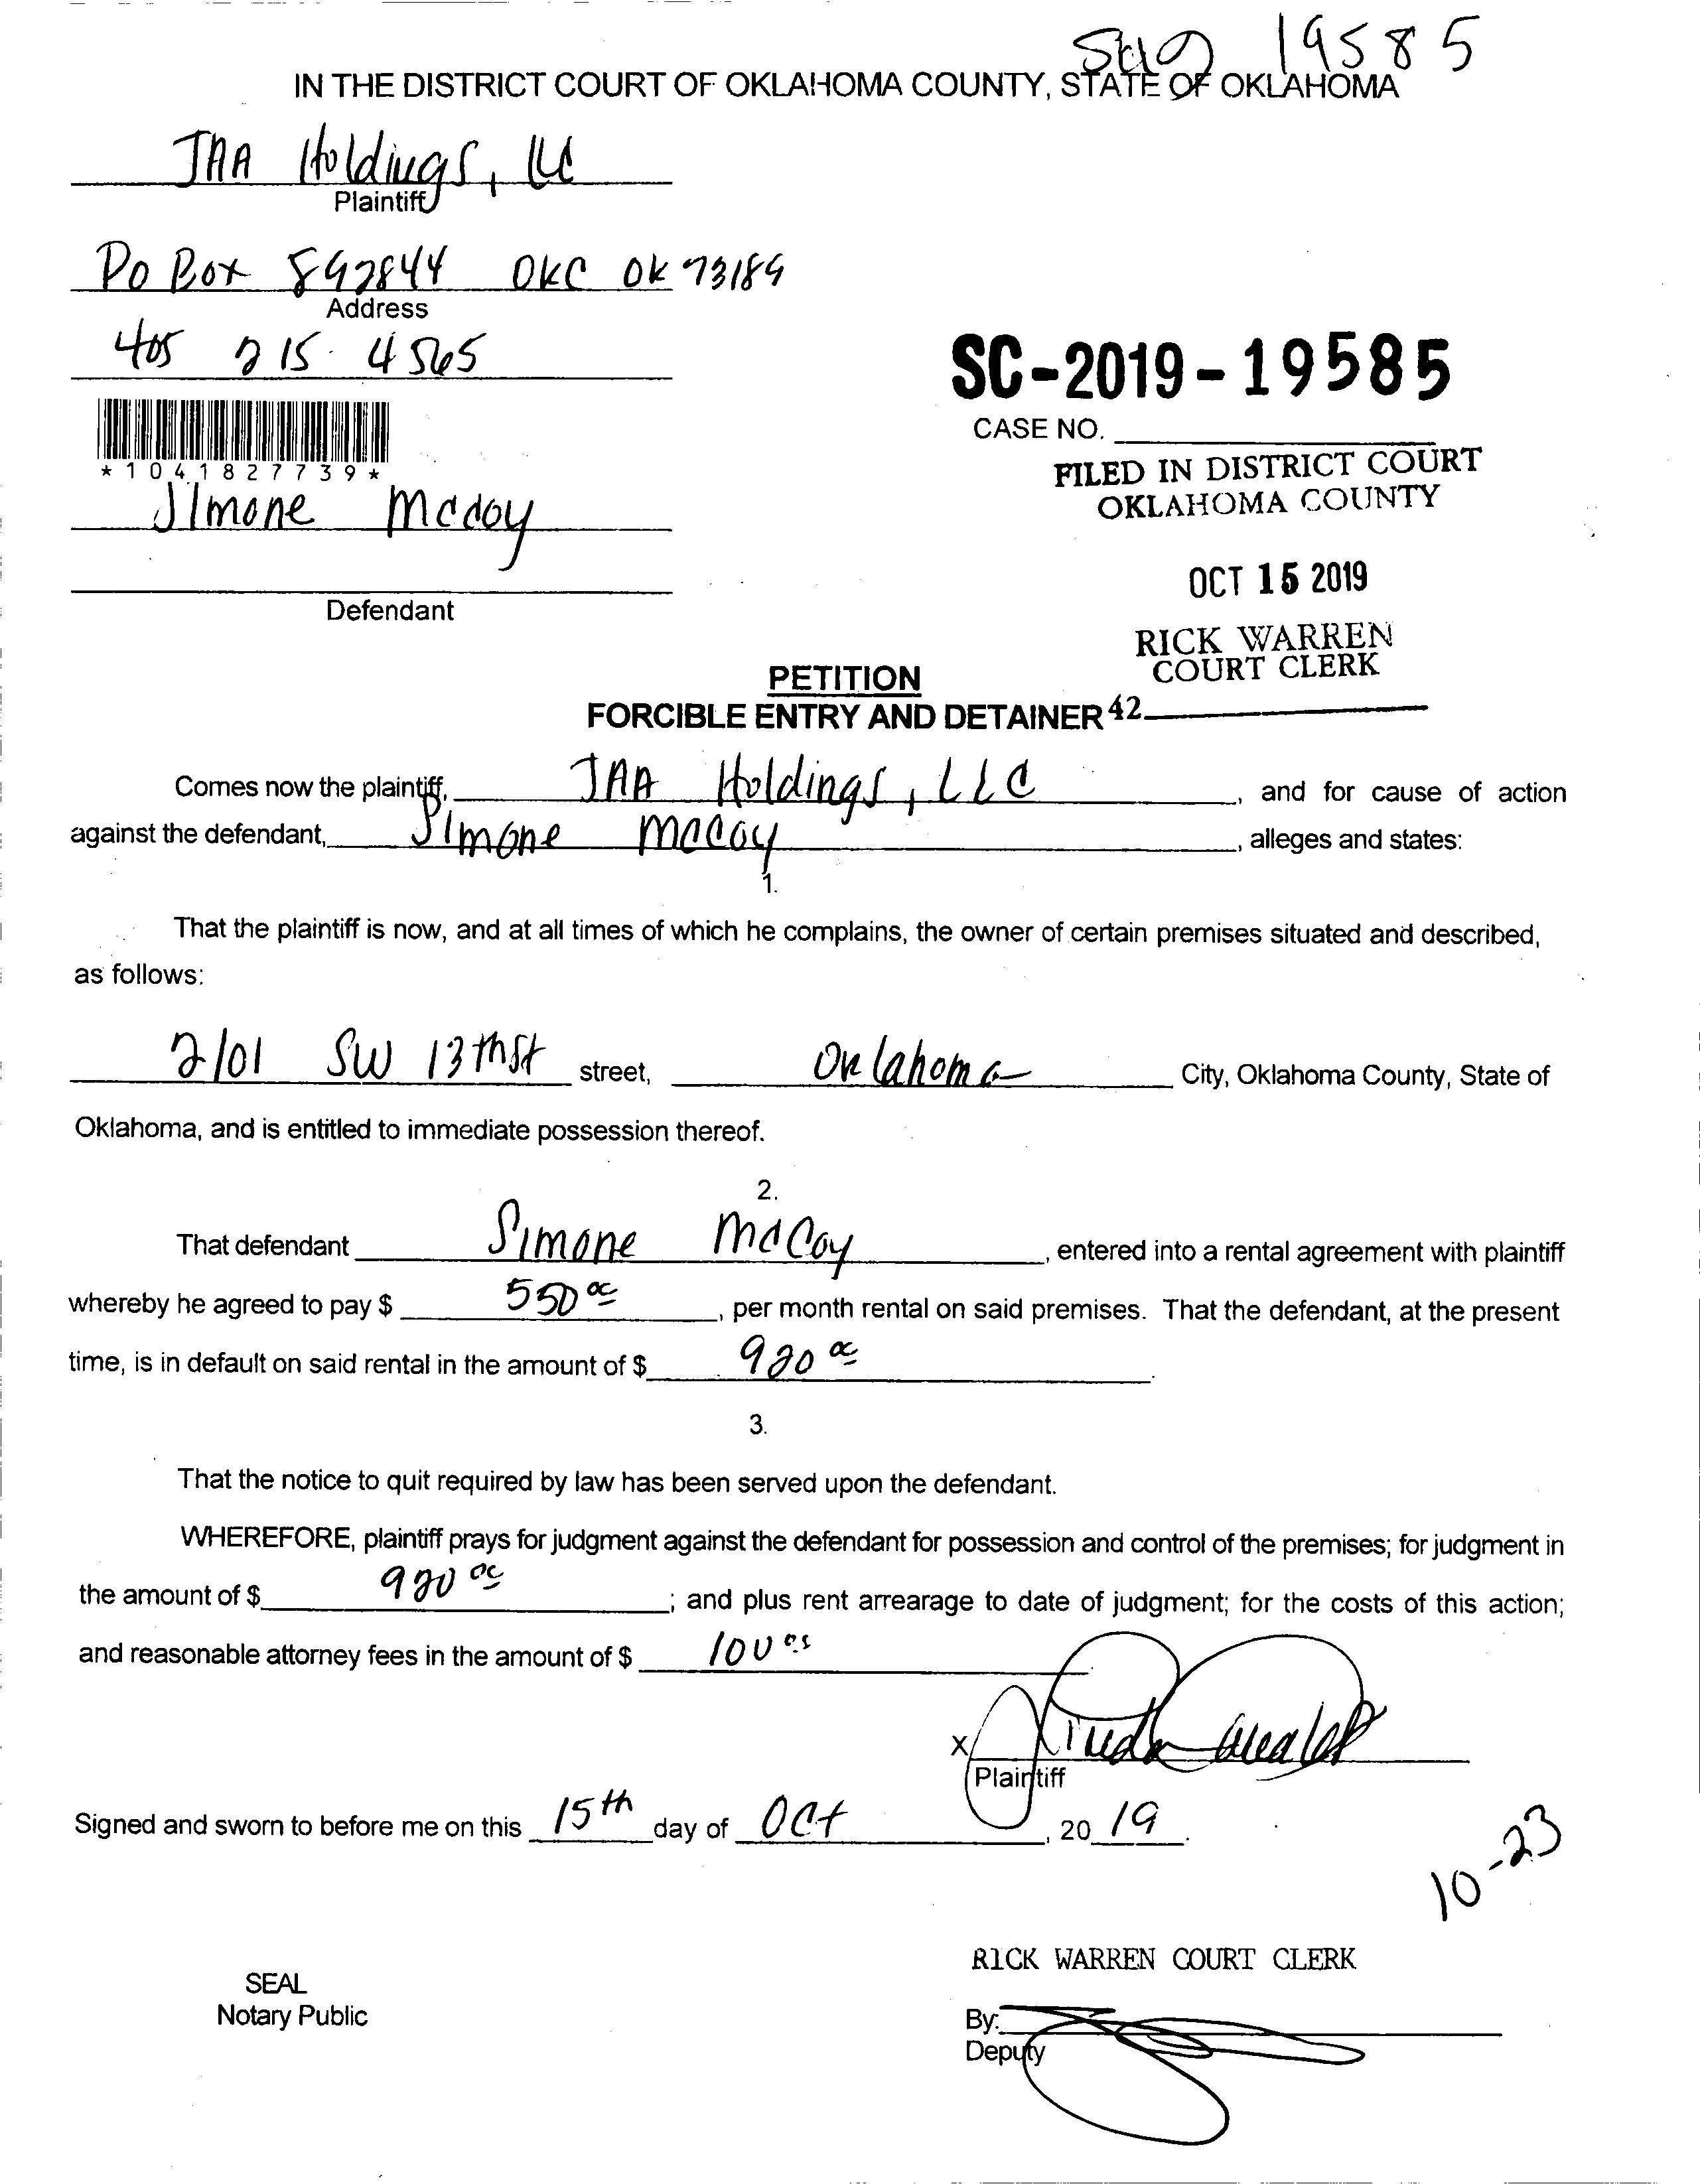 19585
IN THE DISTRICT COURT OF OKLAHOMA COUNTY, STATE OF OKLAHOMA
JAA Holdings, LLC
Plaintiff
PO Box 892844 OKC OK 73189
Address
405 215 4565
SC-2019-19585
CASE NO.
*1041827739*
FILED IN DISTRICT COURT
OKLAHOMA COUNTY
Simone McCoy
OCT 15 2019
Defendant
RICK WARREN
COURT CLERK
PETITION
FORCIBLE ENTRY AND DETAINER 42
Comes now the plaintiff, JAA Holdings, LLC, and for cause of action
against the defendant, Simone McCoy, alleges and states:
1.
That the plaintiff is now, and at all times of which he complains, the owner of certain premises situated and described,
as follows:
2101 SW 13th St street, Oklahoma City, Oklahoma County, State of
Oklahoma, and is entitled to immediate possession thereof.
2.
That defendant Simone McCoy, entered into a rental agreement with plaintiff
whereby he agreed to pay $ 550 00, per month rental on said premises. That the defendant, at the present
time, is in default on said rental in the amount of $ 920 00.
3.
That the notice to quit required by law has been served upon the defendant.
WHEREFORE, plaintiff prays for judgment against the defendant for possession and control of the premises; for judgment in
the amount of $ 920 00; and plus rent arrearage to date of judgment; for the costs of this action;
and reasonable attorney fees in the amount of $ 100 00
X
Plaintiff
Signed and sworn to before me on this 15th day of Oct, 20 19.
10-23
RICK WARREN COURT CLERK
SEAL
Notary Public
By:
Deputy